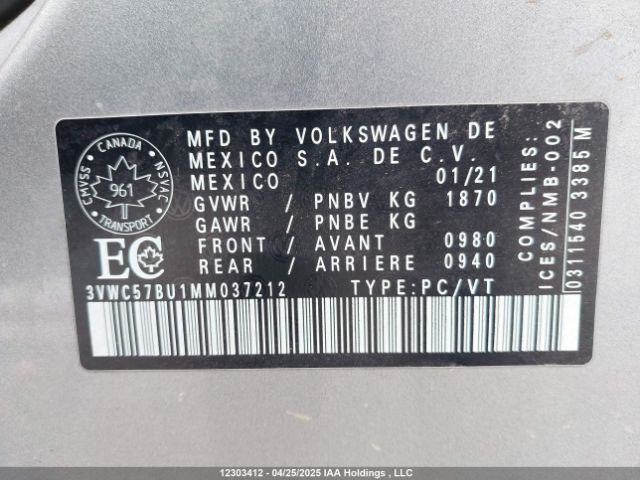 CANADA
CMVSS
NSVAC
961
TRANSPORT
EC
MFD BY VOLKSWAGEN DE
MEXICO S.A. DE C.V.
MEXICO 01/21
GVWR / PNBV KG 1870
GAWR / PNBE KG
FRONT / AVANT 0980
REAR / ARRIERE 0940
3VWC57BU1MM037212 TYPE:PC/VT
COMPLIES:
ICES/NMB-002
0311540 3385 M
12303412 - 04/25/2025 IAA Holdings, LLC